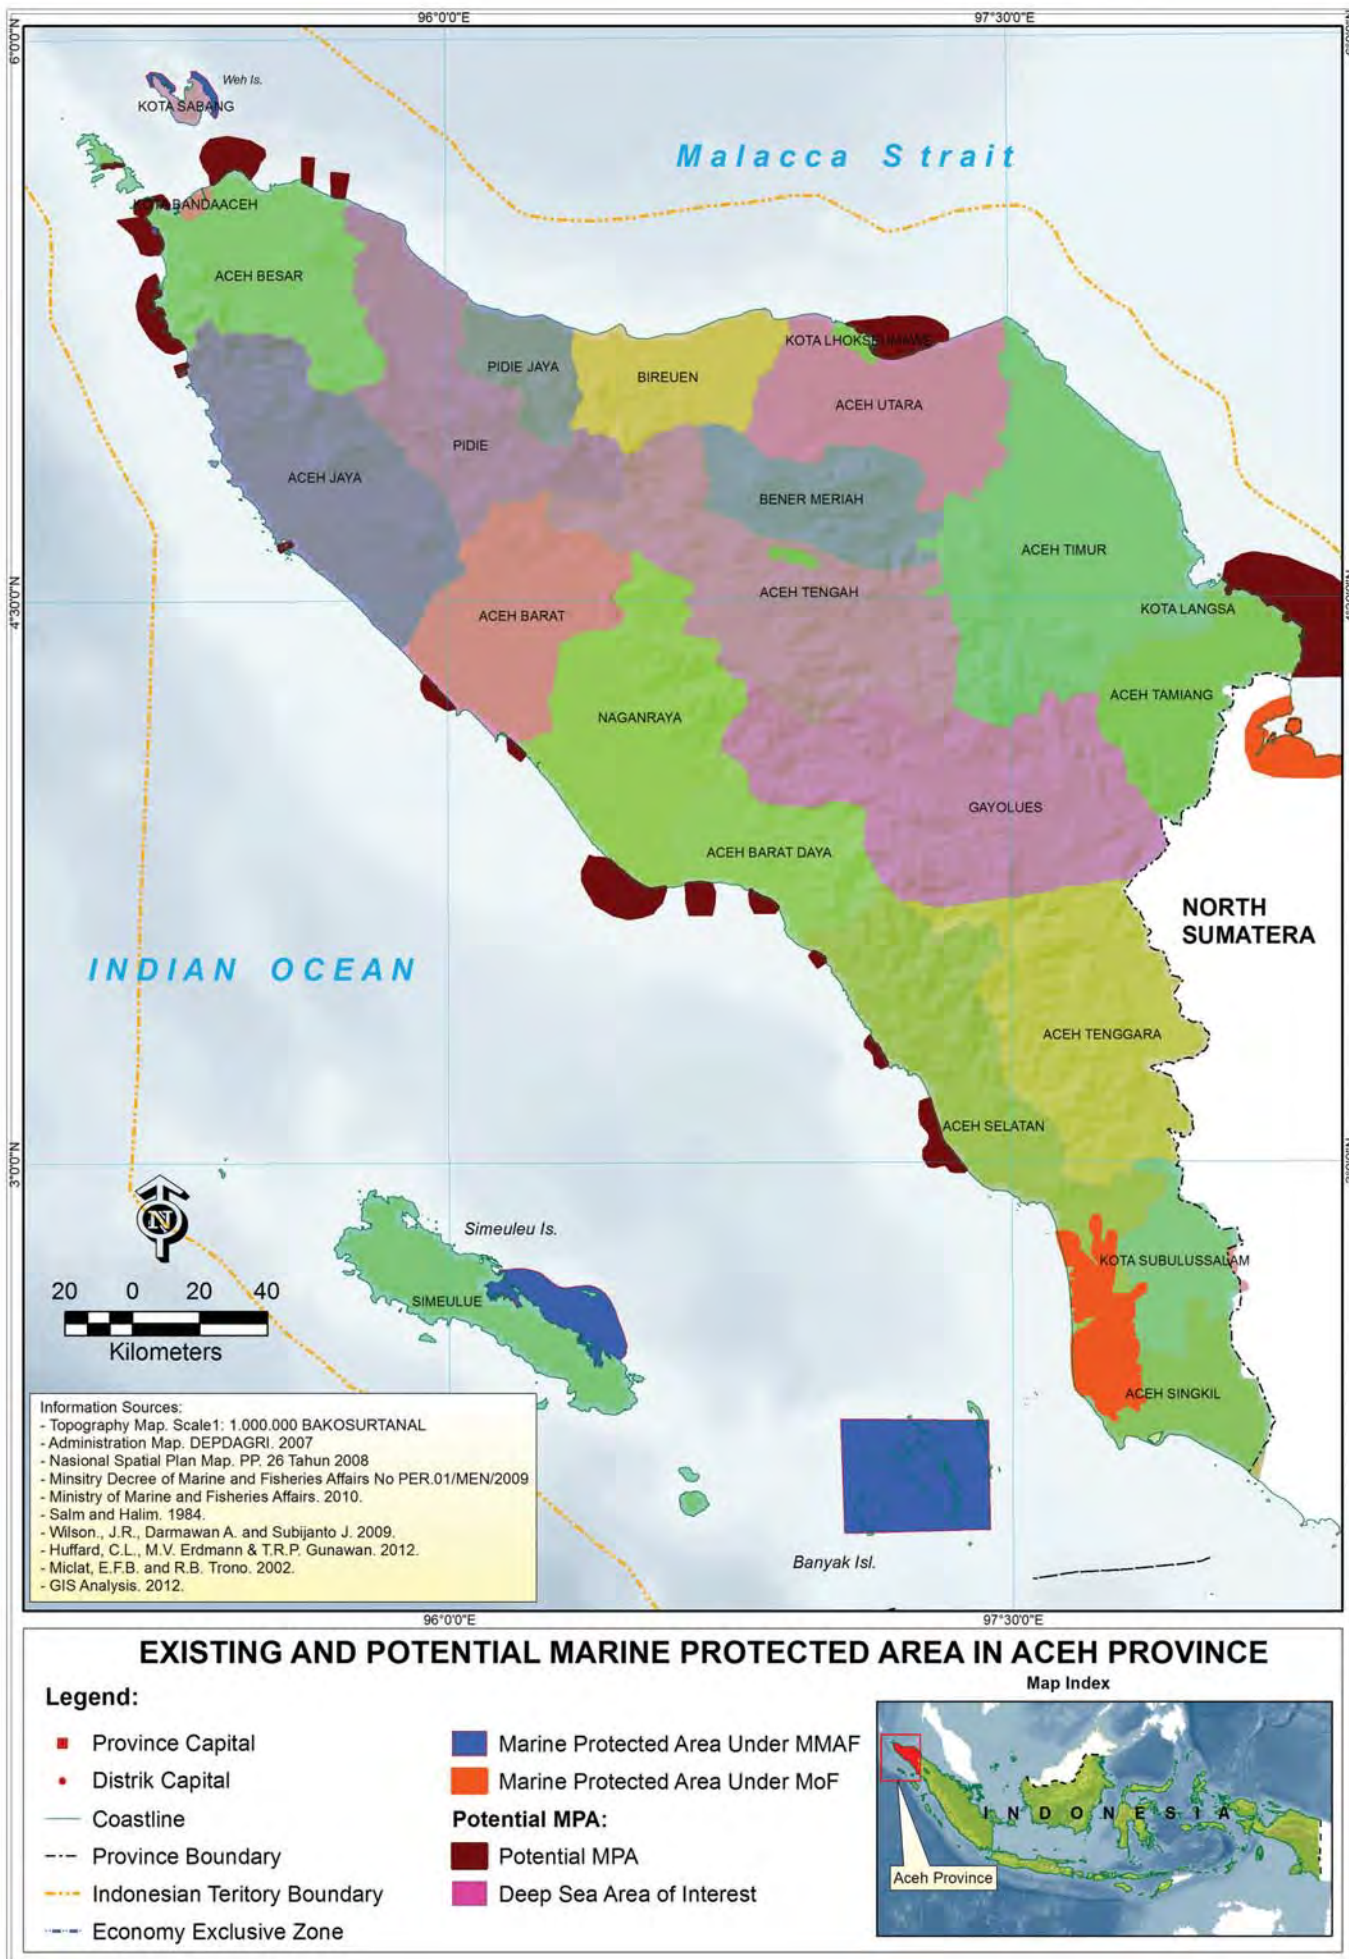 96°0'0"E
97°30'0"E
6°0'0"N
Weh Is.
KOTA SABANG
Malacca Strait
KOTA BANDAACEH
ACEH BESAR
KOTA LHOKSEUMAWE
PIDIE JAYA
BIREUEN
ACEH UTARA
PIDIE
ACEH JAYA
BENER MERIAH
ACEH TIMUR
4°30'0"N
ACEH TENGAH
KOTA LANGSA
ACEH BARAT
ACEH TAMIANG
NAGANRAYA
GAYOLUES
ACEH BARAT DAYA
NORTH
SUMATERA
INDIAN OCEAN
ACEH TENGGARA
ACEH SELATAN
3°0'0"N
N
Simeuleu Is.
KOTA SUBULUSSALAM
20 0 20 40
SIMEULUE
Kilometers
ACEH SINGKIL
Information Sources:
- Topography Map. Scale1: 1.000.000 BAKOSURTANAL
- Administration Map. DEPDAGRI. 2007
- Nasional Spatial Plan Map. PP. 26 Tahun 2008
- Minsitry Decree of Marine and Fisheries Affairs No PER.01/MEN/2009
- Ministry of Marine and Fisheries Affairs. 2010.
- Salm and Halim. 1984.
- Wilson., J.R., Darmawan A. and Subijanto J. 2009.
- Huffard, C.L., M.V. Erdmann & T.R.P. Gunawan. 2012.
- Miclat, E.F.B. and R.B. Trono. 2002.
- GIS Analysis. 2012.
Banyak Isl.
96°0'0"E
97°30'0"E
EXISTING AND POTENTIAL MARINE PROTECTED AREA IN ACEH PROVINCE
Legend:
Province Capital
Distrik Capital
Coastline
Province Boundary
Indonesian Teritory Boundary
Economy Exclusive Zone
Marine Protected Area Under MMAF
Marine Protected Area Under MoF
Potential MPA:
Potential MPA
Deep Sea Area of Interest
Map Index
INDONESIA
Aceh Province